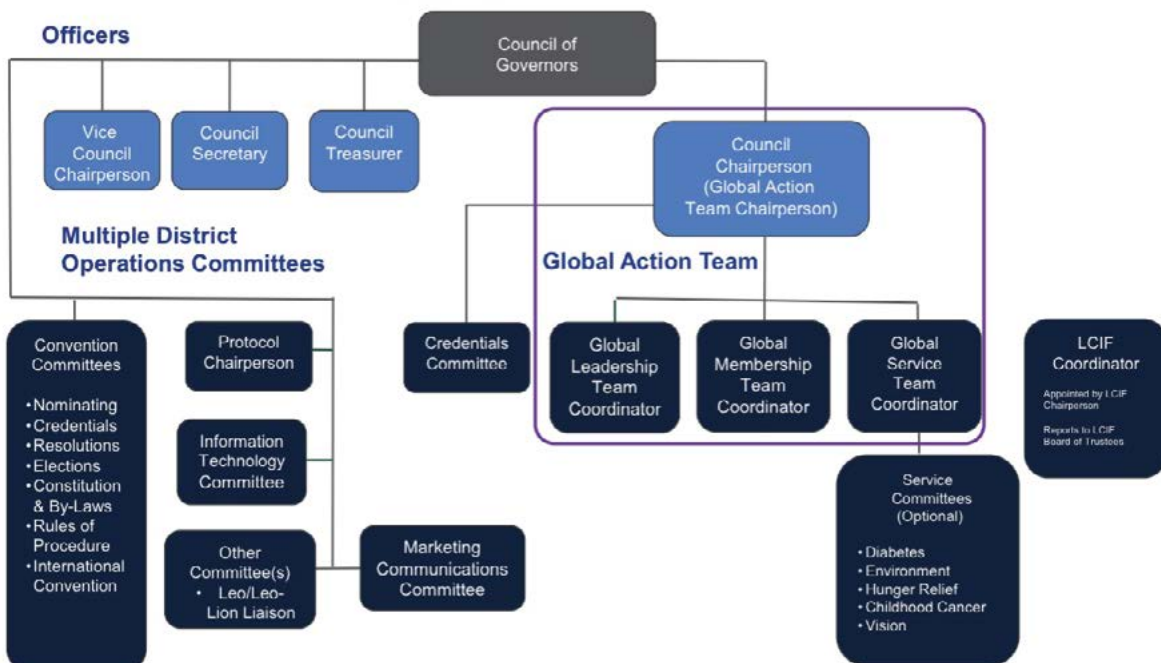 Officers
Council of
Governors
Vice
Council
Chairperson
Council
Secretary
Council
Treasurer
Council
Chairperson
(Global Action
Team Chairperson)
Multiple District
Operations Committees
Global Action Team
Convention
Committees
•Nominating
•Credentials
•Resolutions
•Elections
•Constitution
& By-Laws
•Rules of
Procedure
•International
Convention
Protocol
Chairperson
Information
Technology
Committee
Other
Committee(s)
• Leo/Leo-
Lion Liaison
Marketing
Communications
Committee
Credentials
Committee
Global
Leadership
Team
Coordinator
Global
Membership
Team
Coordinator
Global
Service
Team
Coordinator
LCIF
Coordinator
Appointed by LCIF
Chairperson
Reports to LCIF
Board of Trustees
Service
Committees
(Optional)
• Diabetes
• Environment
• Hunger Relief
• Childhood Cancer
• Vision